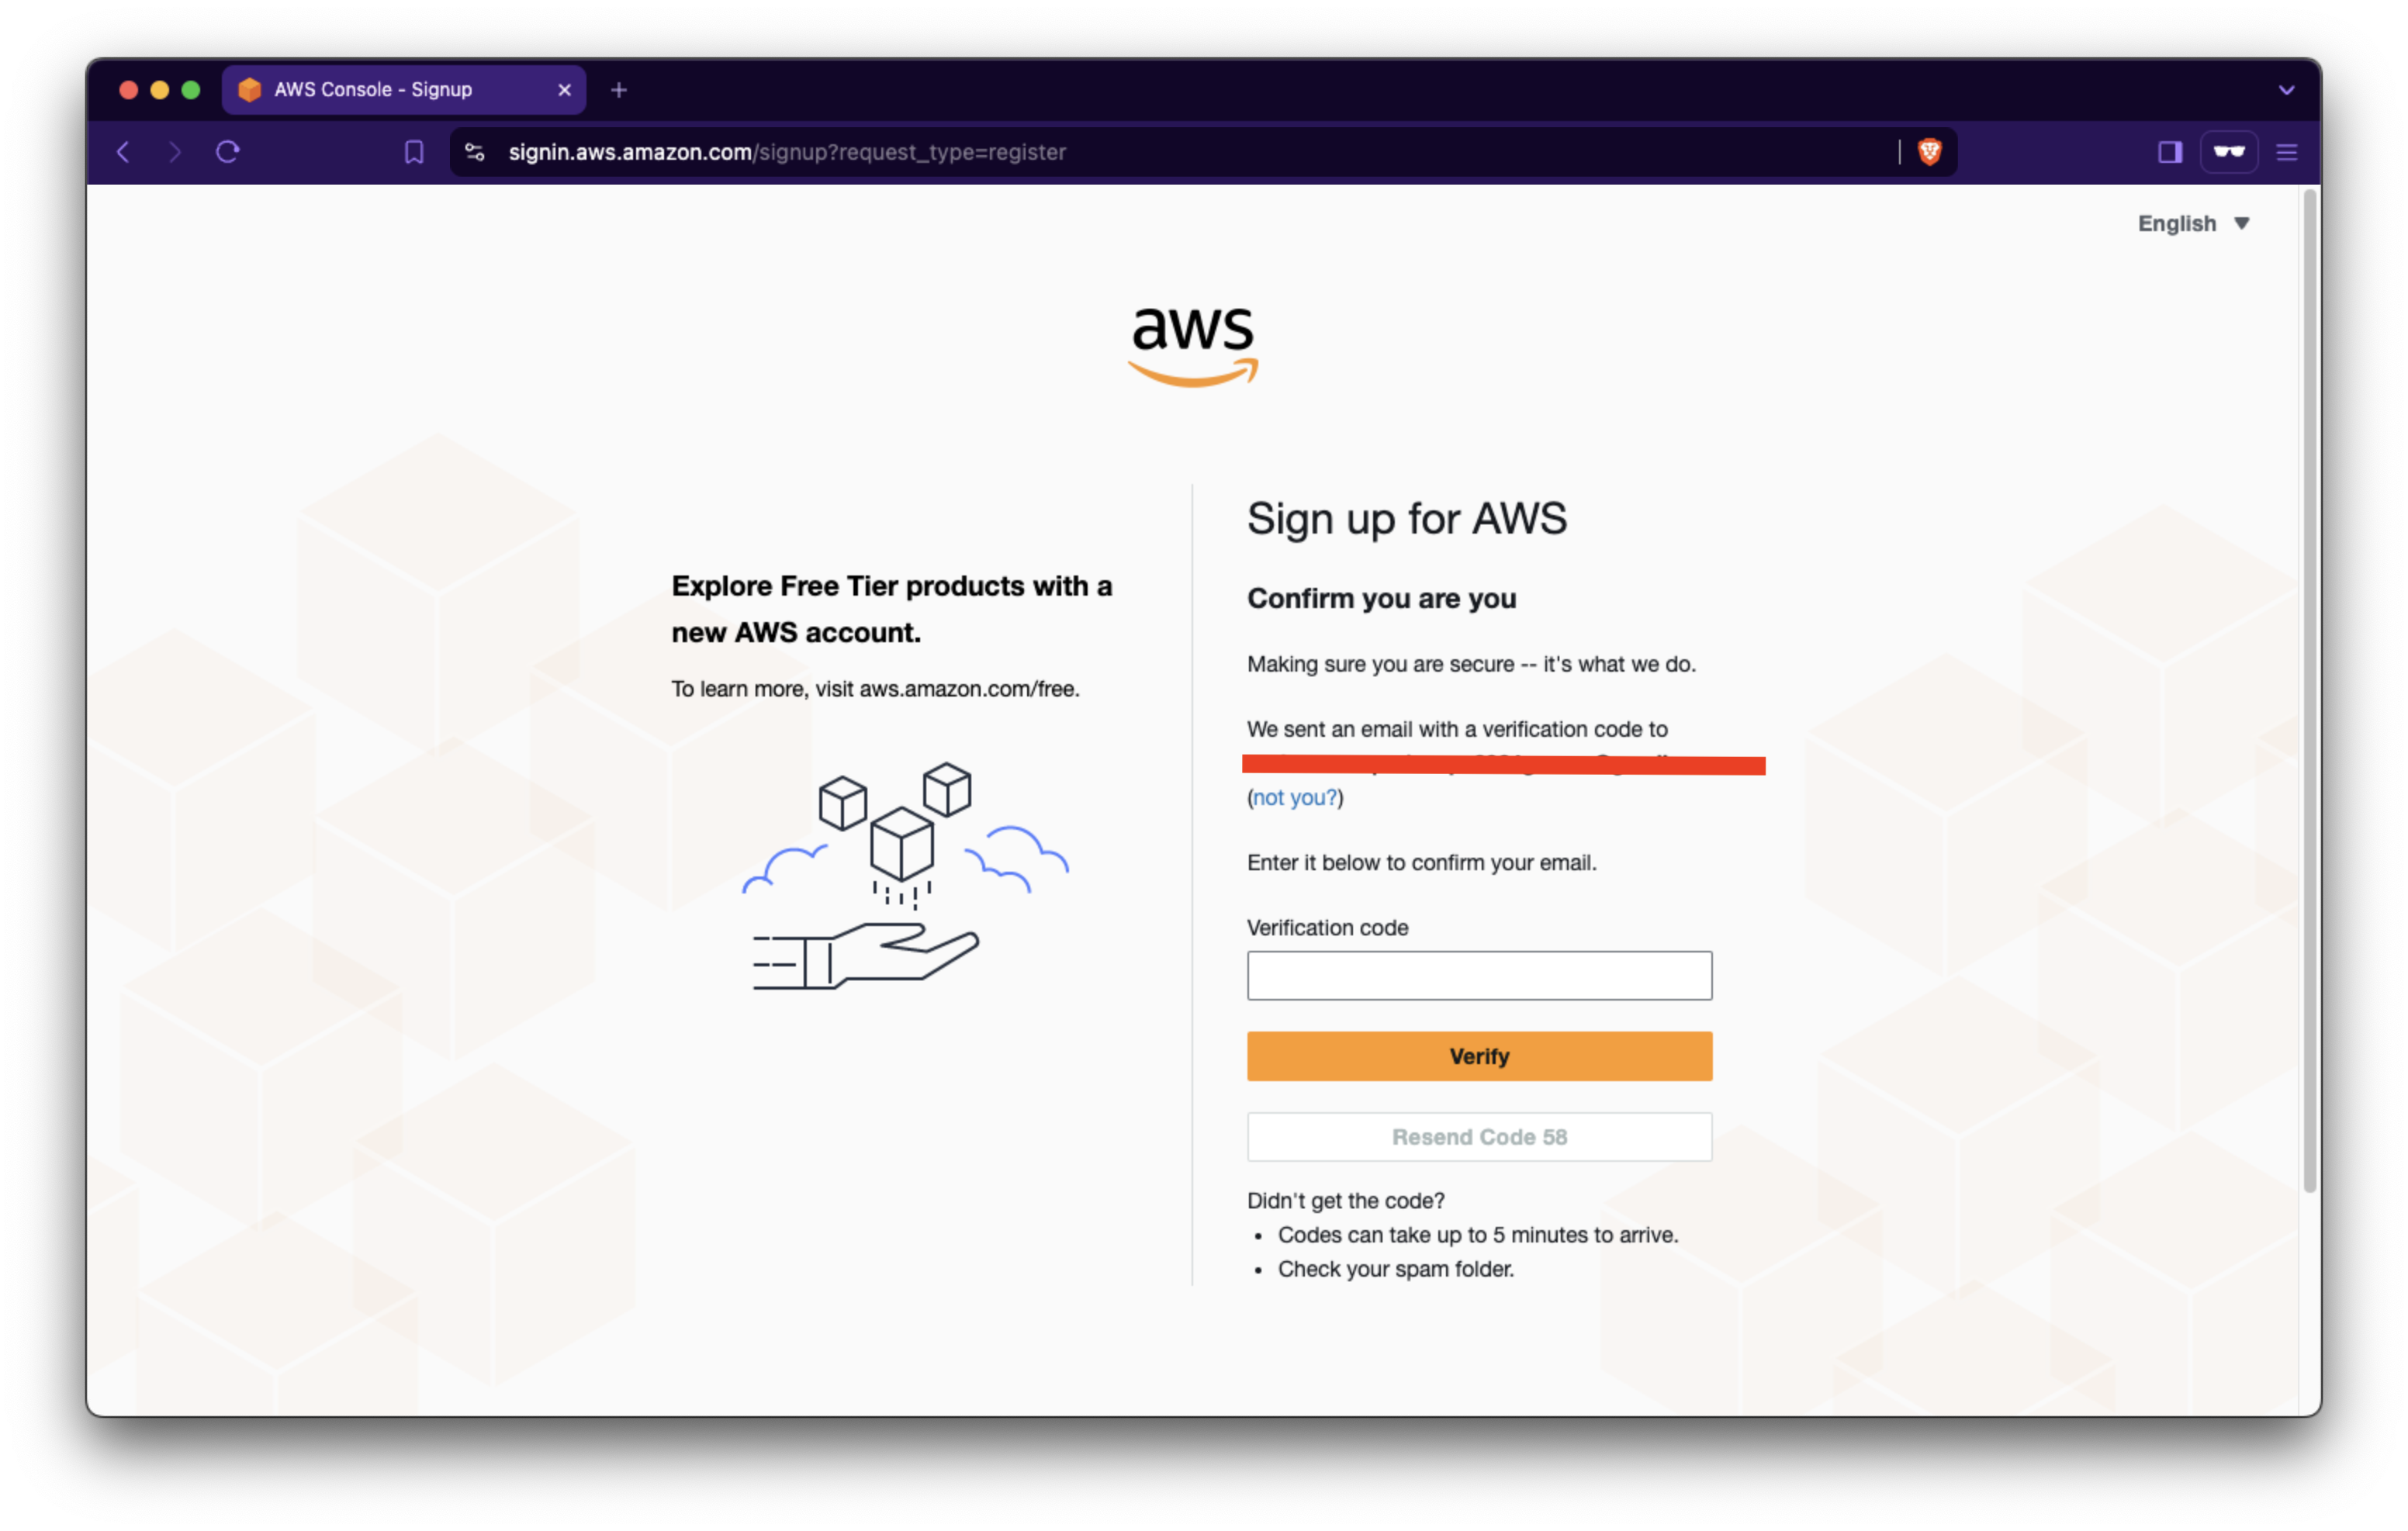 AWS Console - Signup
signin.aws.amazon.com/signup?request_type=register
English
aws
Explore Free Tier products with a
new AWS account.
To learn more, visit aws.amazon.com/free.
Sign up for AWS
Confirm you are you
Making sure you are secure -- it's what we do.
We sent an email with a verification code to
(not you?)
Enter it below to confirm your email.
Verification code
Verify
Resend Code 58
Didn't get the code?
• Codes can take up to 5 minutes to arrive.
• Check your spam folder.